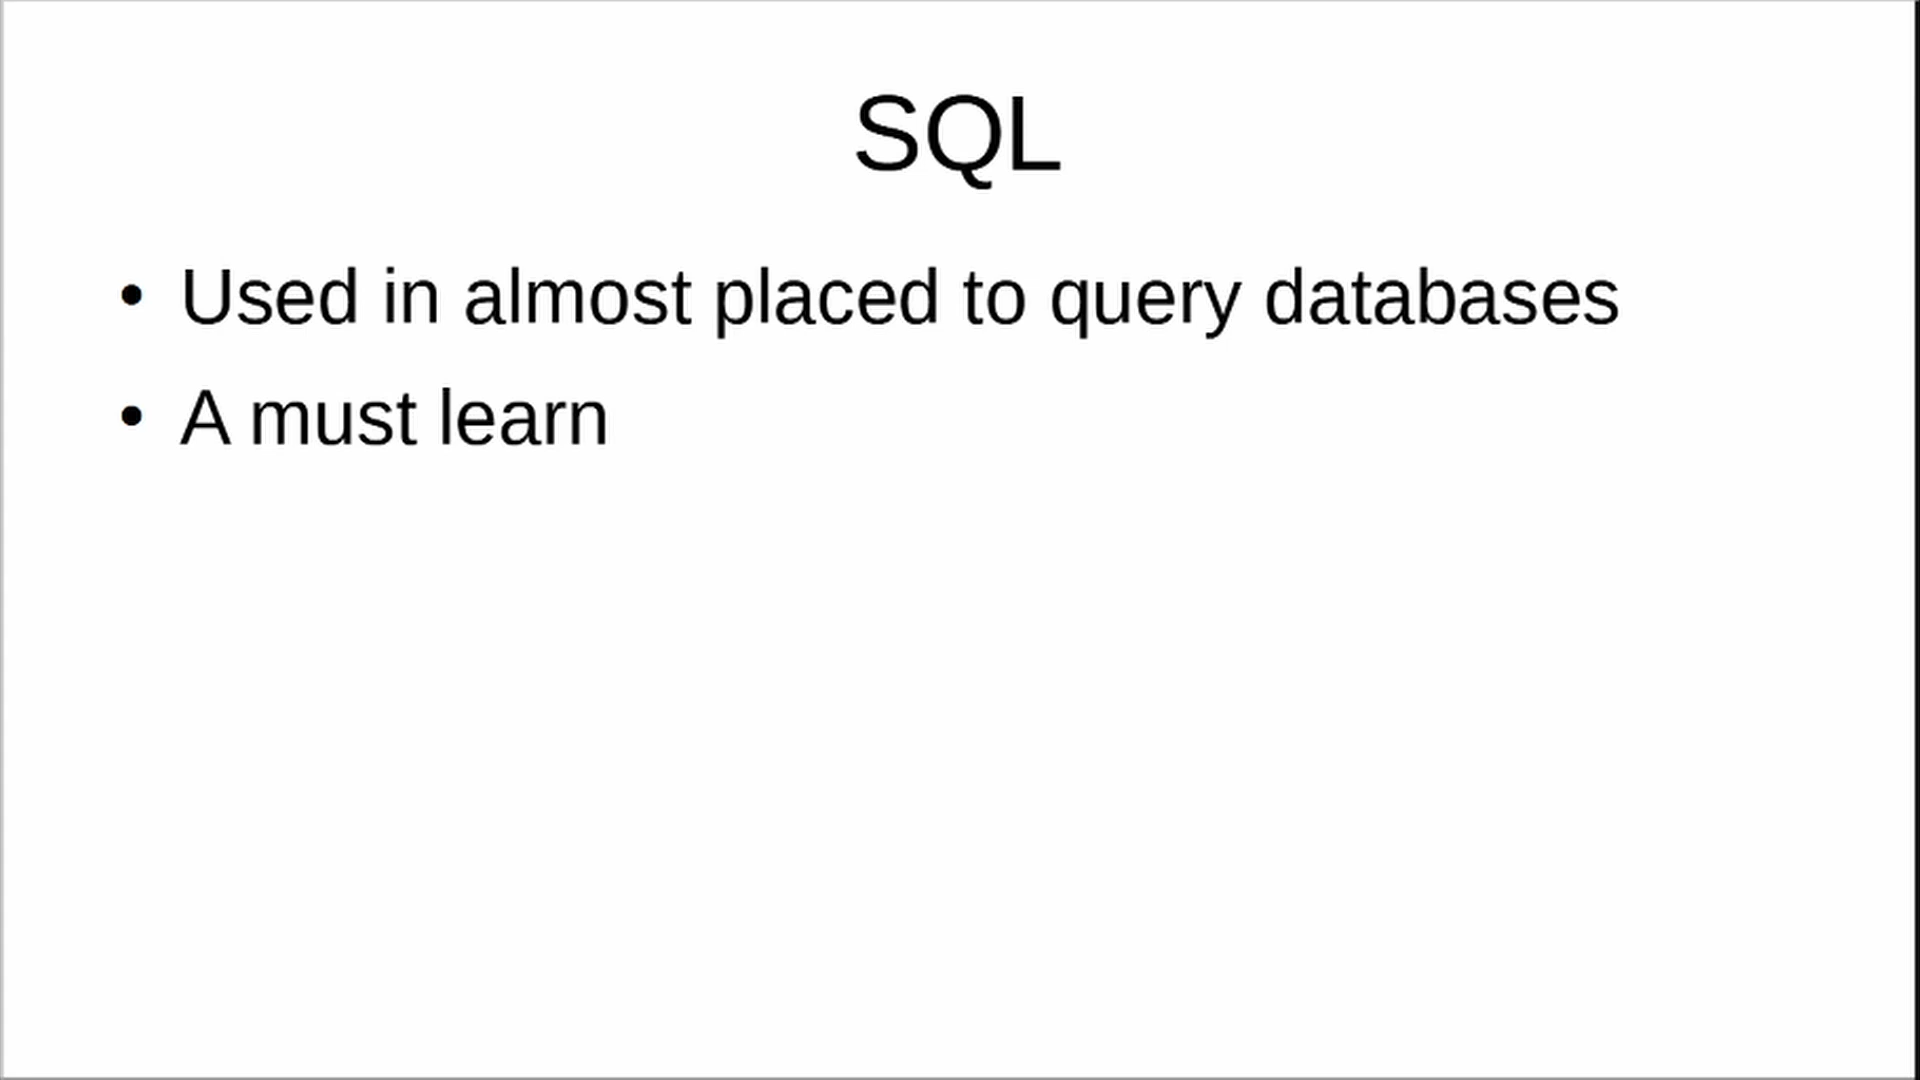 SQL
• Used in almost placed to query databases
• A must learn